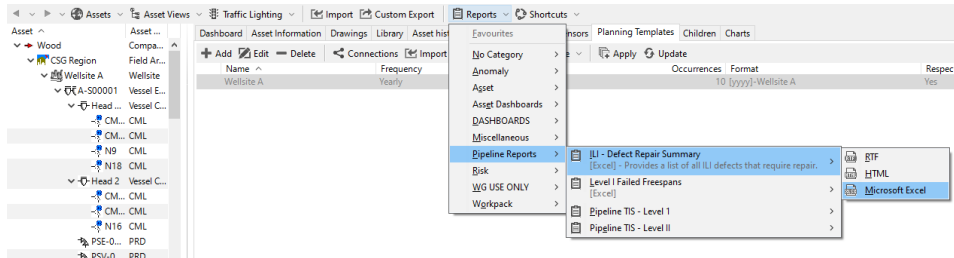 Assets Asset Views Traffic Lighting Import Custom Export Reports Shortcuts
Asset Asset ...
Wood Compa...
CSG Region Field Ar...
Wellsite A Wellsite
A-S00001 Vessel E...
Head ... Vessel C...
CM... CML
CM... CML
N9 CML
N18 CML
Head 2 Vessel C...
CM... CML
CM... CML
N16 CML
PSE-0... PRD
PSV-0... PRD
Dashboard Asset Information Drawings Library Asset hist nsors Planning Templates Children Charts
Add Edit Delete Connections Import Apply Update
Name Frequency Occurrences Format Respec
Wellsite A Yearly 10 [yyyy]-Wellsite A Yes
Favourites
No Category
Anomaly
Asset
Asset Dashboards
DASHBOARDS
Miscellaneous
Pipeline Reports
Risk
WG USE ONLY
Workpack
ILI - Defect Repair Summary
[Excel] - Provides a list of all ILI defects that require repair.
Level I Failed Freespans
[Excel]
Pipeline TIS - Level 1
Pipeline TIS - Level II
RTF
HTML
Microsoft Excel